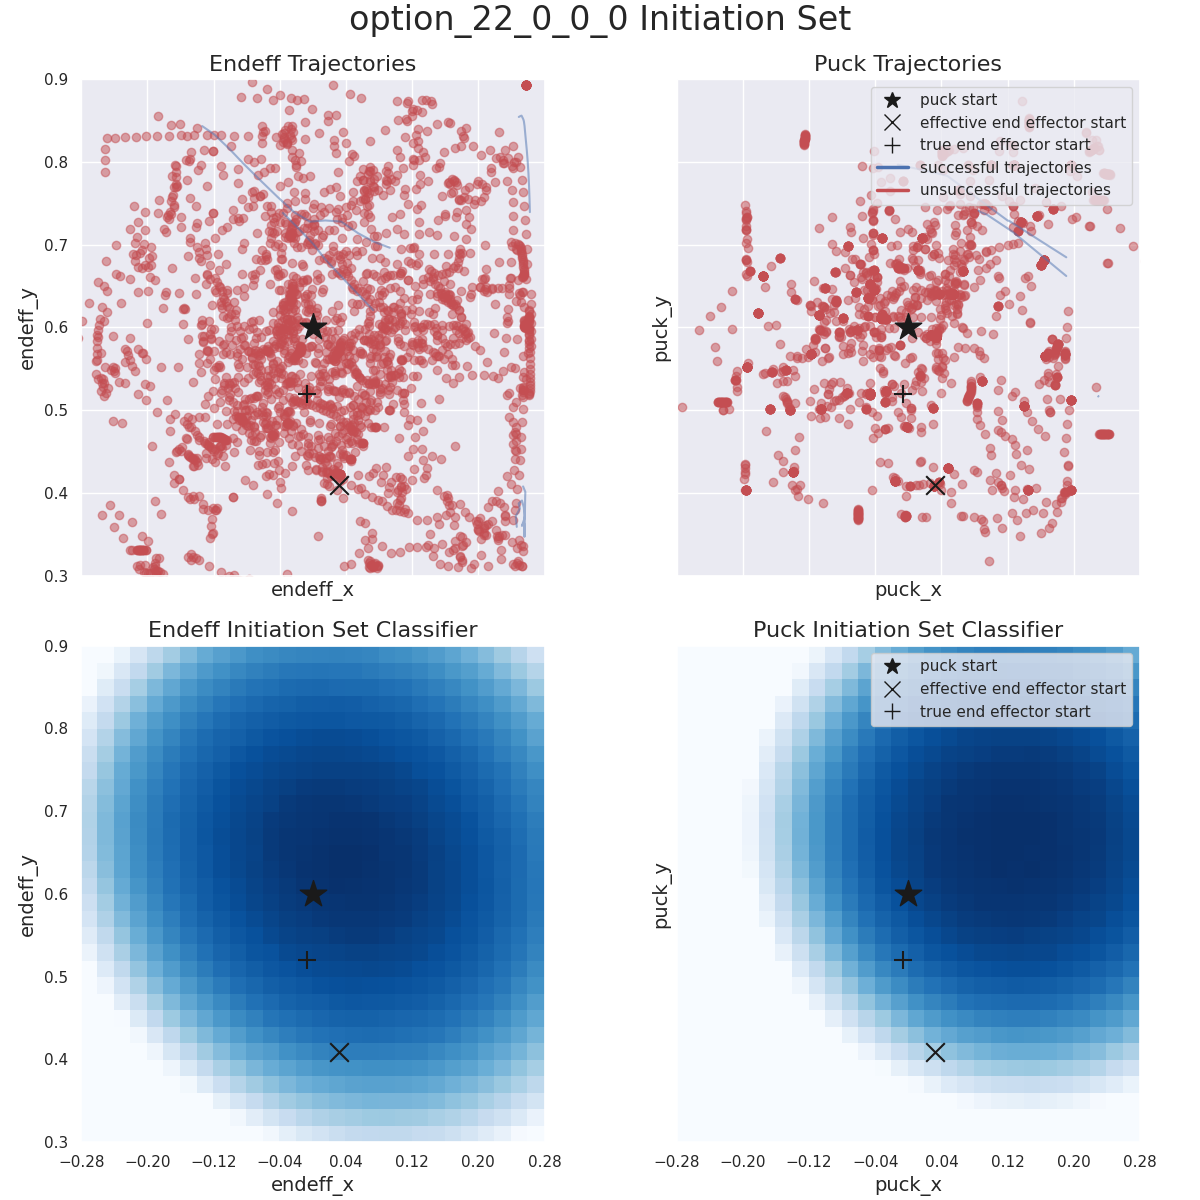 option_22_0_0_0 Initiation Set
Endeff Trajectories
Puck Trajectories
0.9
0.8
0.7
0.6
0.5
0.4
0.3
endeff_y
endeff_x
puck_y
puck_x
puck start
effective end effector start
true end effector start
successful trajectories
unsuccessful trajectories
Endeff Initiation Set Classifier
Puck Initiation Set Classifier
0.9
0.8
0.7
0.6
0.5
0.4
0.3
endeff_y
−0.28 −0.20 −0.12 −0.04 0.04 0.12 0.20 0.28
endeff_x
puck_y
puck start
effective end effector start
true end effector start
−0.28 −0.20 −0.12 −0.04 0.04 0.12 0.20 0.28
puck_x